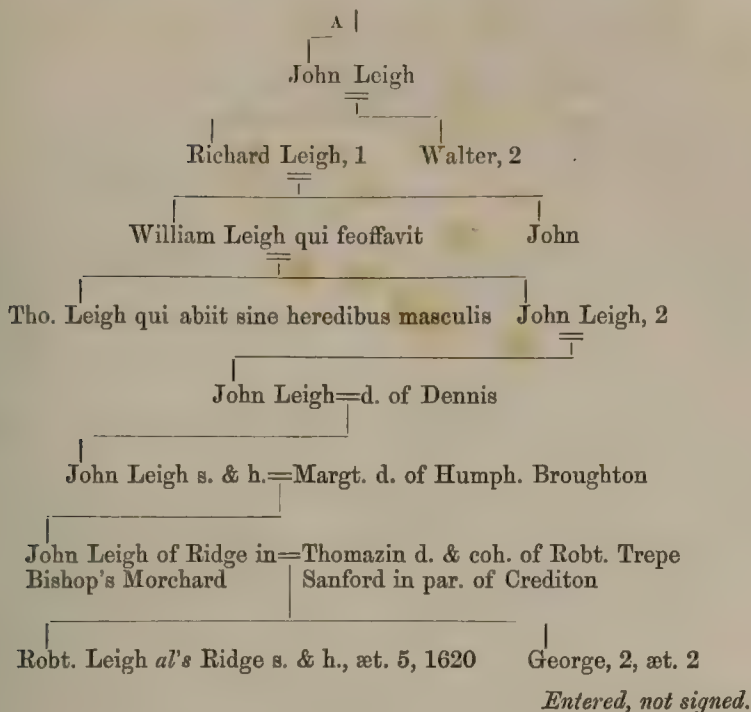 A
John Leigh
Richard Leigh, 1 Walter, 2
William Leigh qui feoffavit John
Tho. Leigh qui abiit sine heredibus masculis John Leigh, 2
John Leigh=d. of Dennis
John Leigh s. & h.=Margt. d. of Humph. Broughton
John Leigh of Ridge in=Thomazin d. & coh. of Robt. Trepe
Bishop's Morchard Sanford in par. of Crediton
Robt. Leigh al's Ridge s. & h., æt. 5, 1620 George, 2, æt. 2
Entered, not signed.